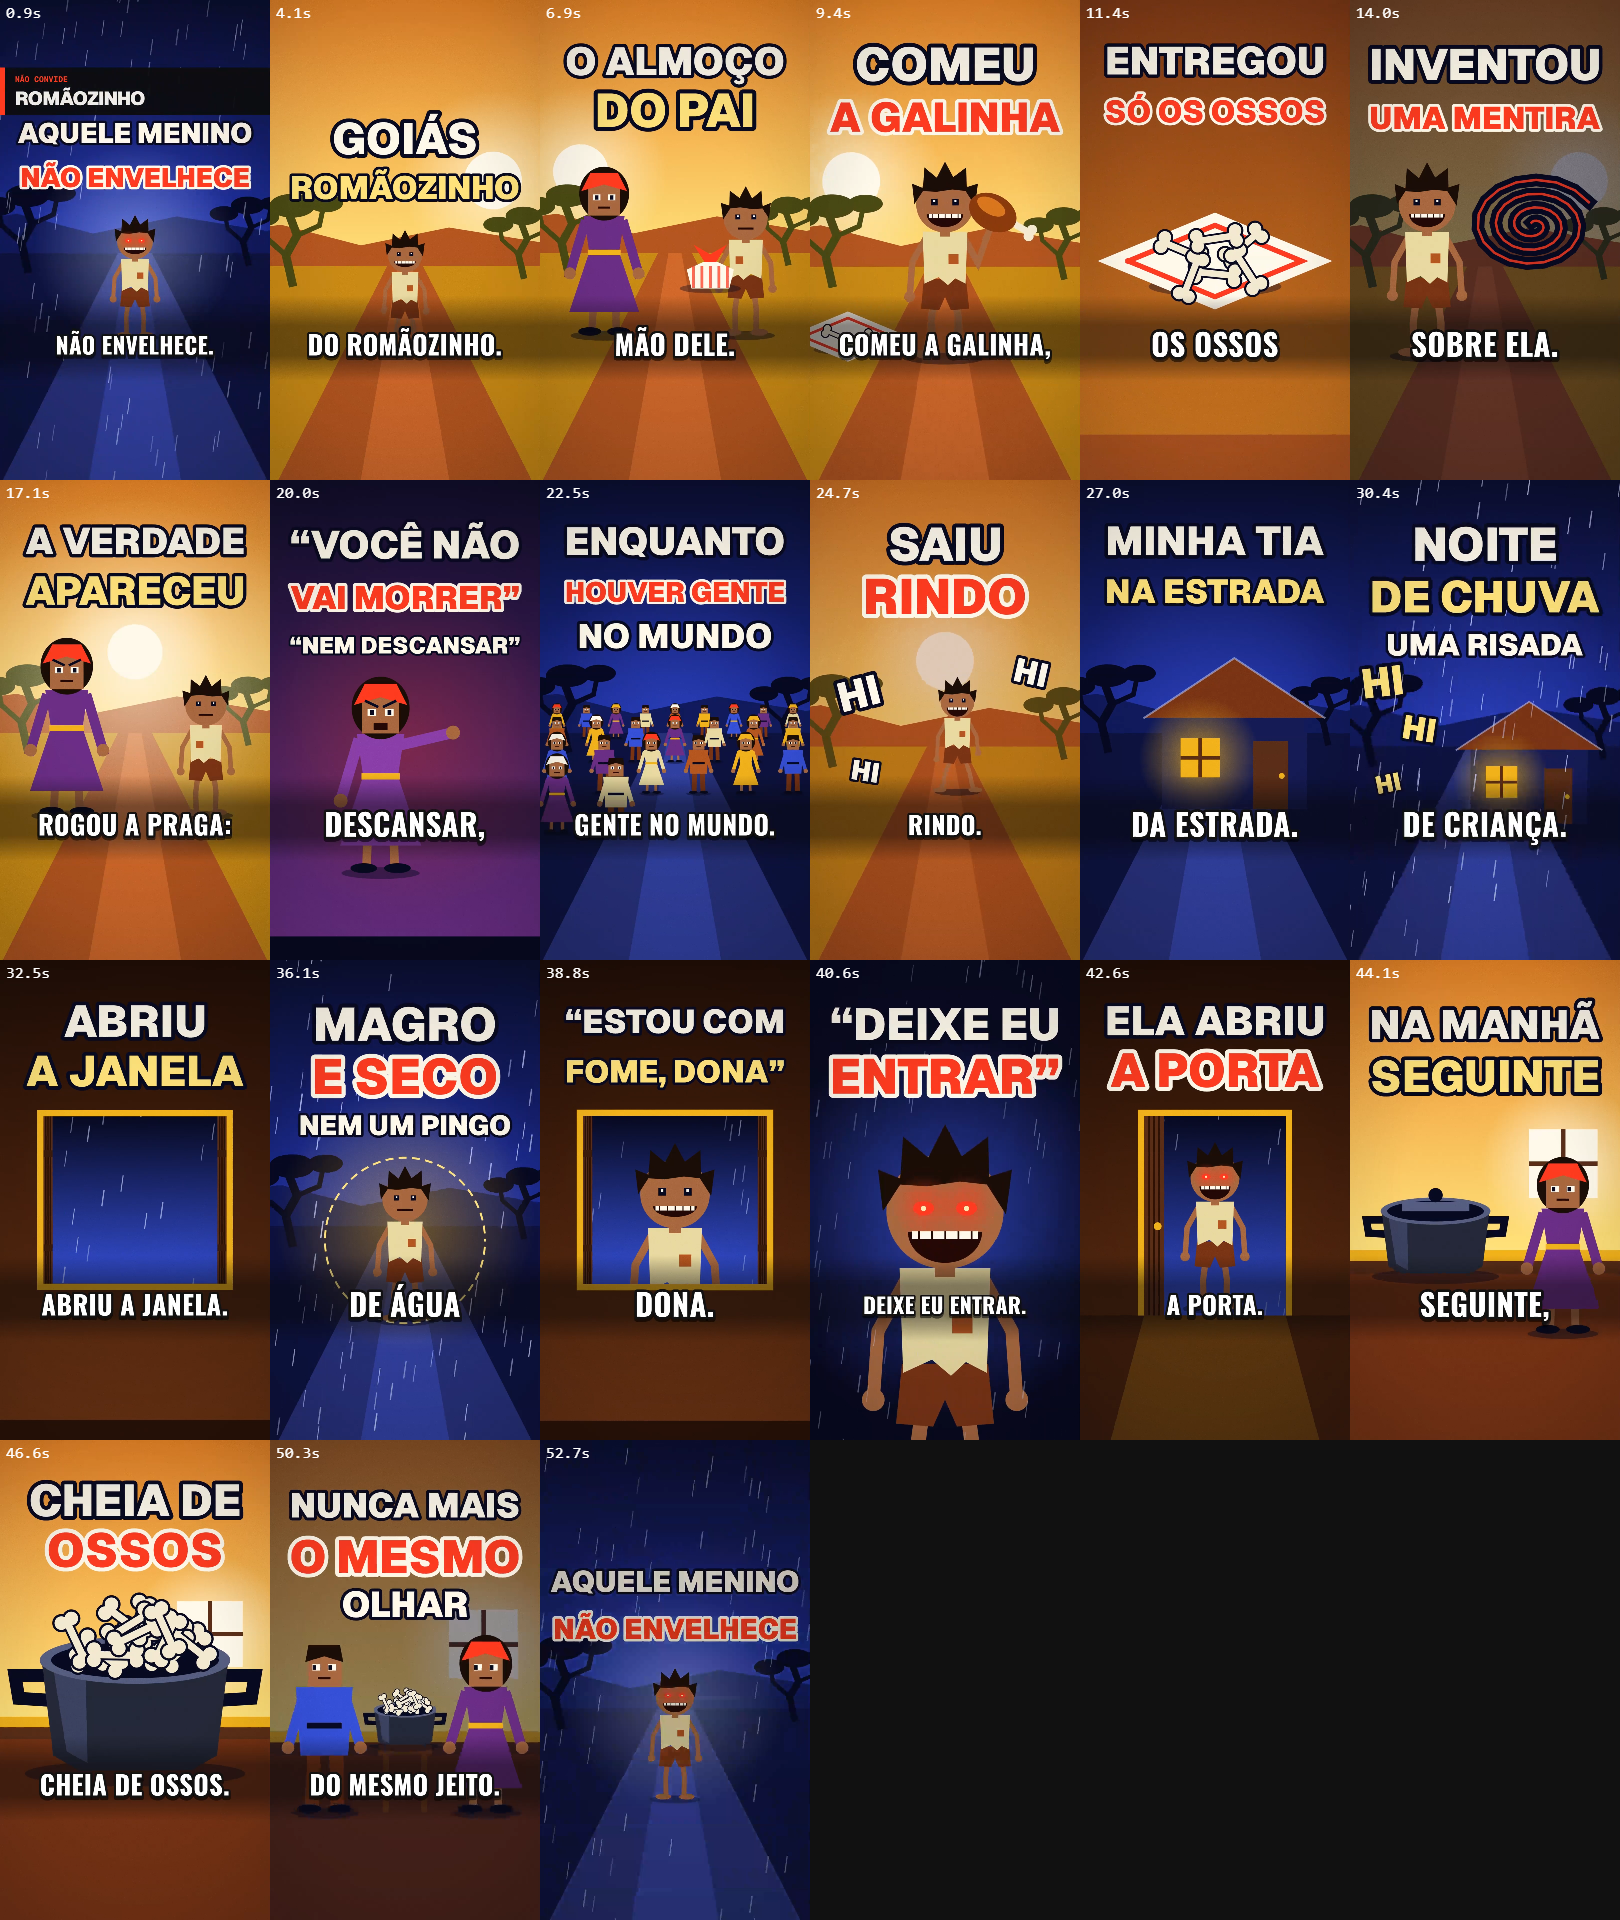 0.9s
NÃO CONVIDE
ROMÃOZINHO
AQUELE MENINO
NÃO ENVELHECE
NÃO ENVELHECE.
4.1s
GOIÁS
ROMÃOZINHO
DO ROMÃOZINHO.
6.9s
O ALMOÇO
DO PAI
MÃO DELE.
9.4s
COMEU
A GALINHA
COMEU A GALINHA,
11.4s
ENTREGOU
SÓ OS OSSOS
OS OSSOS
14.0s
INVENTOU
UMA MENTIRA
SOBRE ELA.
17.1s
A VERDADE
APARECEU
ROGOU A PRAGA:
20.0s
“VOCÊ NÃO
VAI MORRER”
“NEM DESCANSAR”
DESCANSAR,
22.5s
ENQUANTO
HOUVER GENTE
NO MUNDO
GENTE NO MUNDO.
24.7s
SAIU
RINDO
HI
HI
HI
RINDO.
27.0s
MINHA TIA
NA ESTRADA
DA ESTRADA.
30.4s
NOITE
DE CHUVA
UMA RISADA
HI
HI
HI
DE CRIANÇA.
32.5s
ABRIU
A JANELA
ABRIU A JANELA.
36.1s
MAGRO
E SECO
NEM UM PINGO
DE ÁGUA
38.8s
“ESTOU COM
FOME, DONA”
DONA.
40.6s
“DEIXE EU
ENTRAR”
DEIXE EU ENTRAR.
42.6s
ELA ABRIU
A PORTA
A PORTA.
44.1s
NA MANHÃ
SEGUINTE
SEGUINTE,
46.6s
CHEIA DE
OSSOS
CHEIA DE OSSOS.
50.3s
NUNCA MAIS
O MESMO
OLHAR
DO MESMO JEITO.
52.7s
AQUELE MENINO
NÃO ENVELHECE